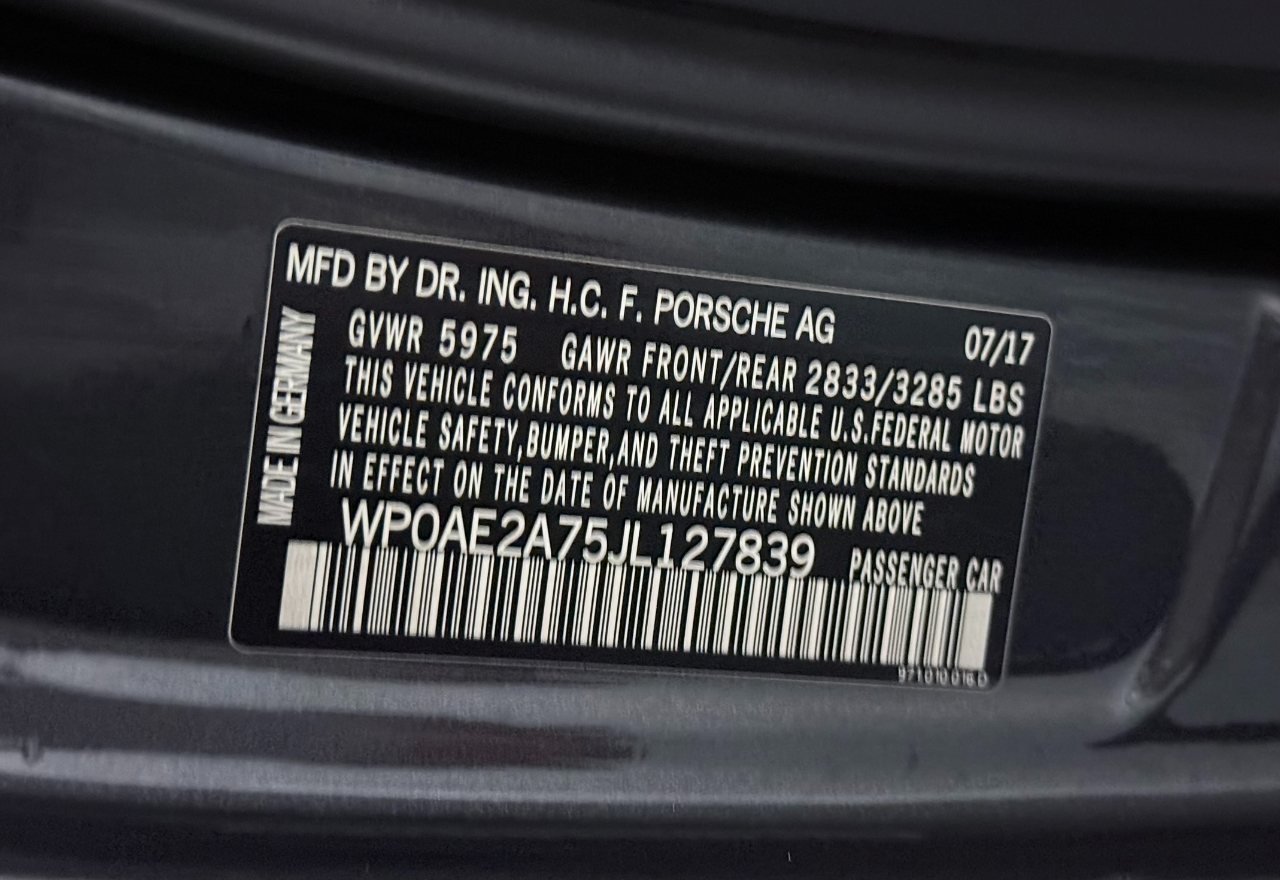 MFD BY DR. ING. H.C. F. PORSCHE AG 07/17
GVWR 5975 GAWR FRONT/REAR 2833/3285 LBS
THIS VEHICLE CONFORMS TO ALL APPLICABLE U.S.FEDERAL MOTOR
VEHICLE SAFETY,BUMPER,AND THEFT PREVENTION STANDARDS
IN EFFECT ON THE DATE OF MANUFACTURE SHOWN ABOVE
WP0AE2A75JL127839 PASSENGER CAR
MADE IN GERMANY
971010016D